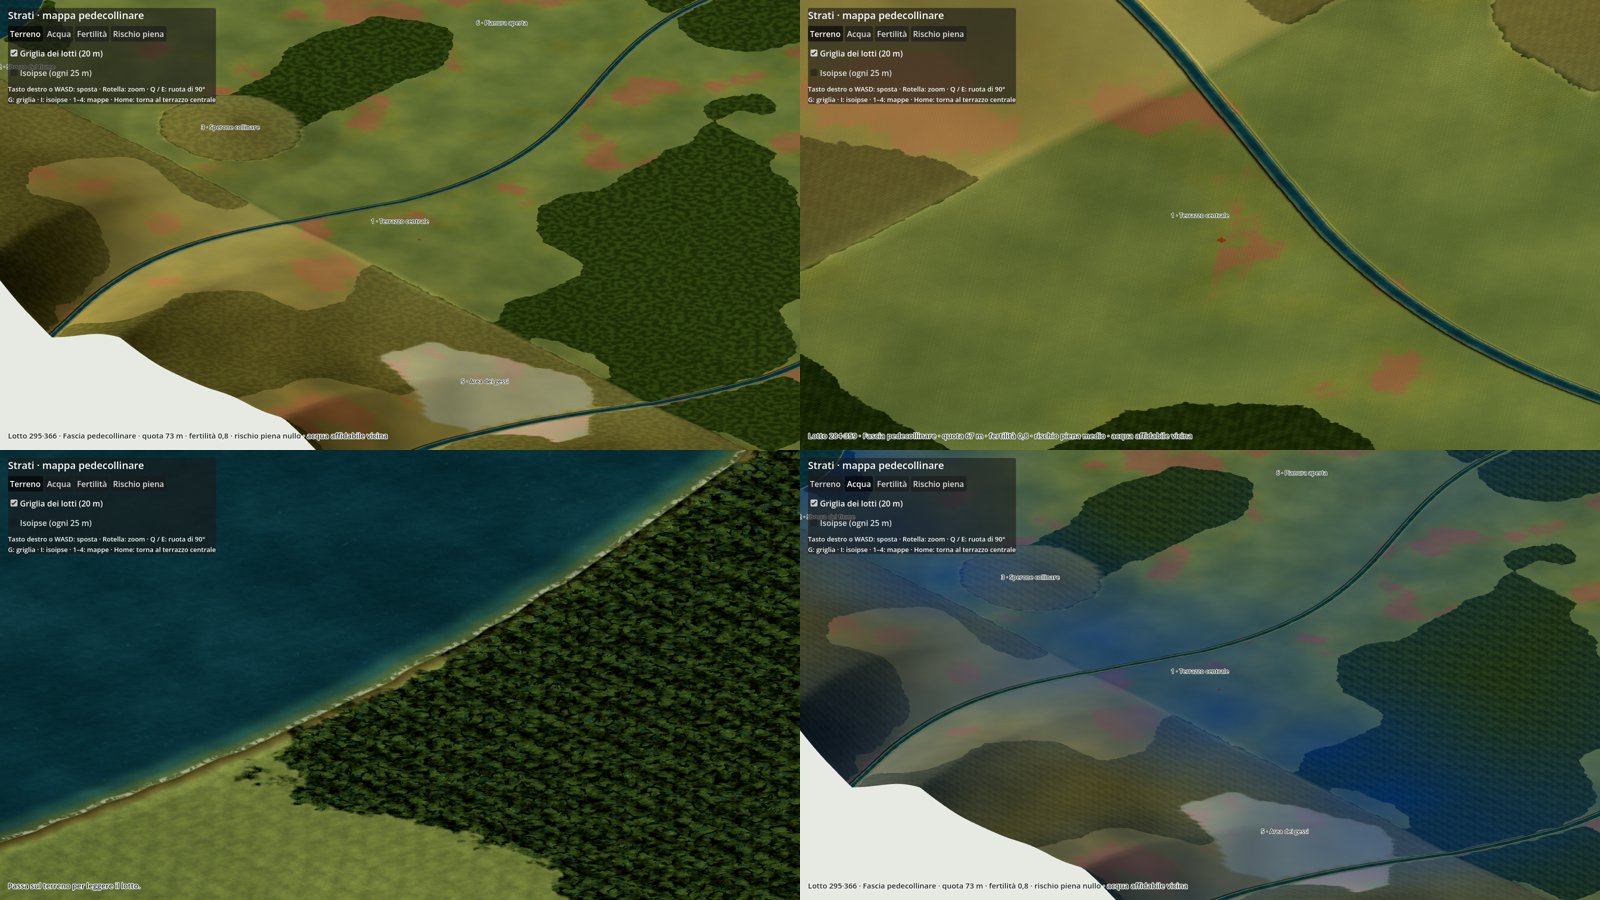 Strati · mappa pedecollinare
Terreno Acqua Fertilità Rischio piena
Griglia dei lotti (20 m)
Isoipse (ogni 25 m)
Tasto destro o WASD: sposta · Rotella: zoom · Q / E: ruota di 90°
G: griglia · I: isoipse · 1–4: mappe · Home: torna al terrazzo centrale
6 · Pianura aperta
3 · Sperone collinare
1 · Terrazzo centrale
5 · Area dei gessi
Lotto 295·366 · Fascia pedecollinare · quota 73 m · fertilità 0,8 · rischio piena nullo · acqua affidabile vicina
Strati · mappa pedecollinare
Terreno Acqua Fertilità Rischio piena
Griglia dei lotti (20 m)
Isoipse (ogni 25 m)
Tasto destro o WASD: sposta · Rotella: zoom · Q / E: ruota di 90°
G: griglia · I: isoipse · 1–4: mappe · Home: torna al terrazzo centrale
1 · Terrazzo centrale
Fascia pedecollinare · quota 67 m · fertilità 0,8 · rischio piena medio · acqua affidabile vicina
Strati · mappa pedecollinare
Terreno Acqua Fertilità Rischio piena
Griglia dei lotti (20 m)
Isoipse (ogni 25 m)
Tasto destro o WASD: sposta · Rotella: zoom · Q / E: ruota di 90°
G: griglia · I: isoipse · 1–4: mappe · Home: torna al terrazzo centrale
Passa sul terreno per leggere il lotto.
Strati · mappa pedecollinare
Terreno Acqua Fertilità Rischio piena
Griglia dei lotti (20 m)
Isoipse (ogni 25 m)
Tasto destro o WASD: sposta · Rotella: zoom · Q / E: ruota di 90°
G: griglia · I: isoipse · 1–4: mappe · Home: torna al terrazzo centrale
6 · Pianura aperta
3 · Sperone collinare
1 · Terrazzo centrale
5 · Area dei gessi
Lotto 295·366 · Fascia pedecollinare · quota 73 m · fertilità 0,8 · rischio piena nullo · acqua affidabile vicina